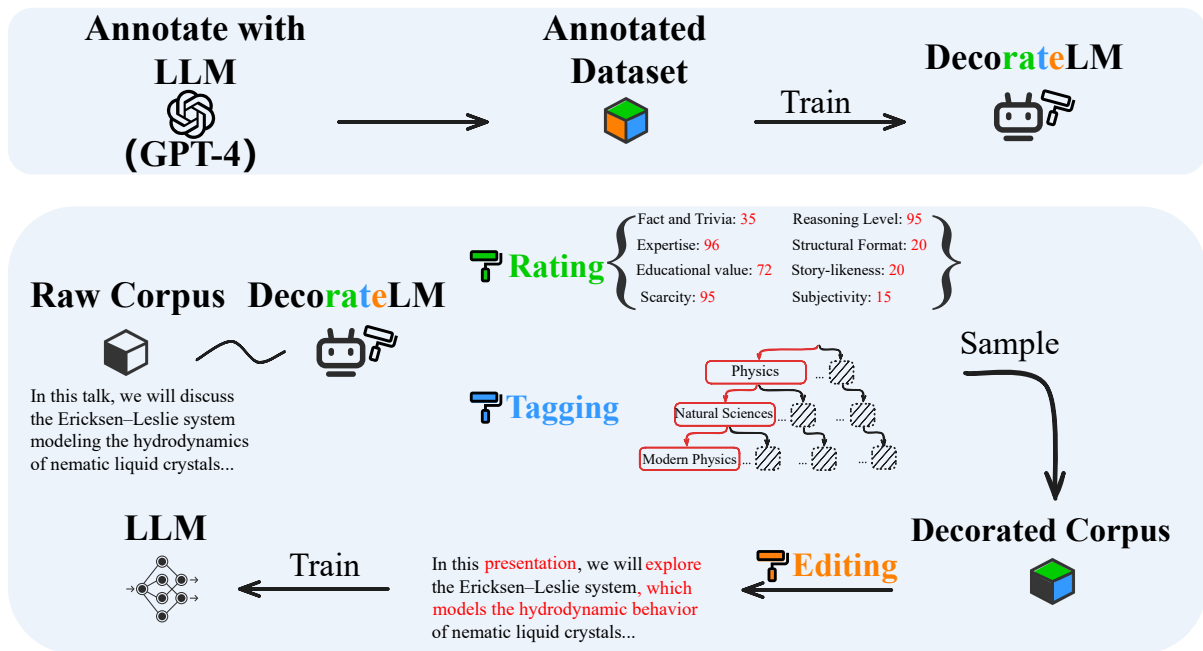 Annotate with
LLM
(GPT-4)
Annotated
Dataset
Train
DecorateLM
Raw Corpus
DecorateLM
In this talk, we will discuss
the Ericksen–Leslie system
modeling the hydrodynamics
of nematic liquid crystals...
Rating
Fact and Trivia: 35
Reasoning Level: 95
Expertise: 96
Structural Format: 20
Educational value: 72
Story-likeness: 20
Scarcity: 95
Subjectivity: 15
Tagging
Physics
...
Natural Sciences
...
...
Modern Physics
...
...
...
Sample
Decorated Corpus
Editing
In this presentation, we will explore
the Ericksen–Leslie system, which
models the hydrodynamic behavior
of nematic liquid crystals...
Train
LLM